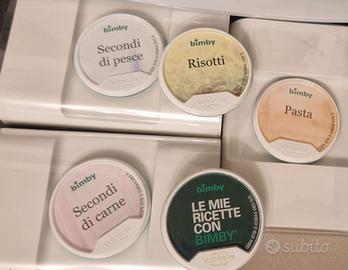 bimby
Secondi
di pesce
bimby
Risotti
bimby
Pasta
bimby
Secondi
di carne
bimby
LE MIE
RICETTE
CON
BIMBY®
VORWERK
subito